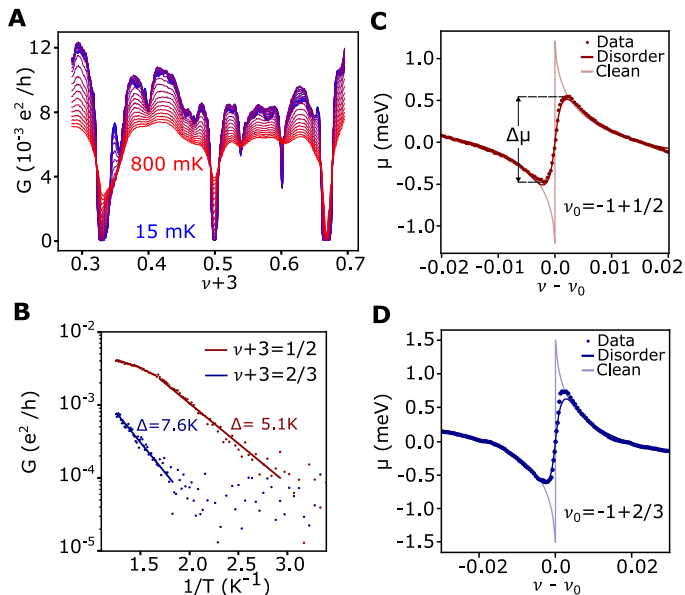 A
G (10⁻³ e² /h)
12
8
4
0
800 mK
15 mK
0.3
0.4
0.5
0.6
0.7
ν+3
B
G (e² /h)
10⁻²
10⁻³
10⁻⁴
10⁻⁵
ν+3=1/2
ν+3=2/3
Δ=7.6K
Δ= 5.1K
1.5
2.0
2.5
3.0
1/T (K⁻¹)
C
μ (meV)
1.0
0.5
0.0
-0.5
-1.0
Data
Disorder
Clean
Δμ
ν₀=-1+1/2
-0.02
-0.01
0.00
0.01
0.02
ν - ν₀
D
μ (meV)
1.5
1.0
0.5
0.0
-0.5
-1.0
-1.5
Data
Disorder
Clean
ν₀=-1+2/3
-0.02
0.00
0.02
ν - ν₀